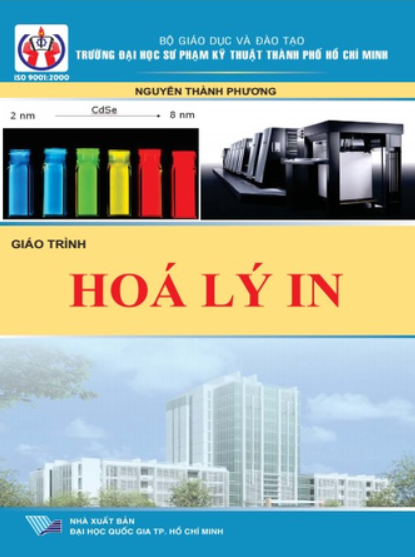 BỘ GIÁO DỤC VÀ ĐÀO TẠO
TRƯỜNG ĐẠI HỌC SƯ PHẠM KỸ THUẬT THÀNH PHỐ HỒ CHÍ MINH
ISO 9001:2000
NGUYỄN THÀNH PHƯƠNG
2 nm CdSe 8 nm
GIÁO TRÌNH
HOÁ LÝ IN
NHÀ XUẤT BẢN
ĐẠI HỌC QUỐC GIA TP. HỒ CHÍ MINH